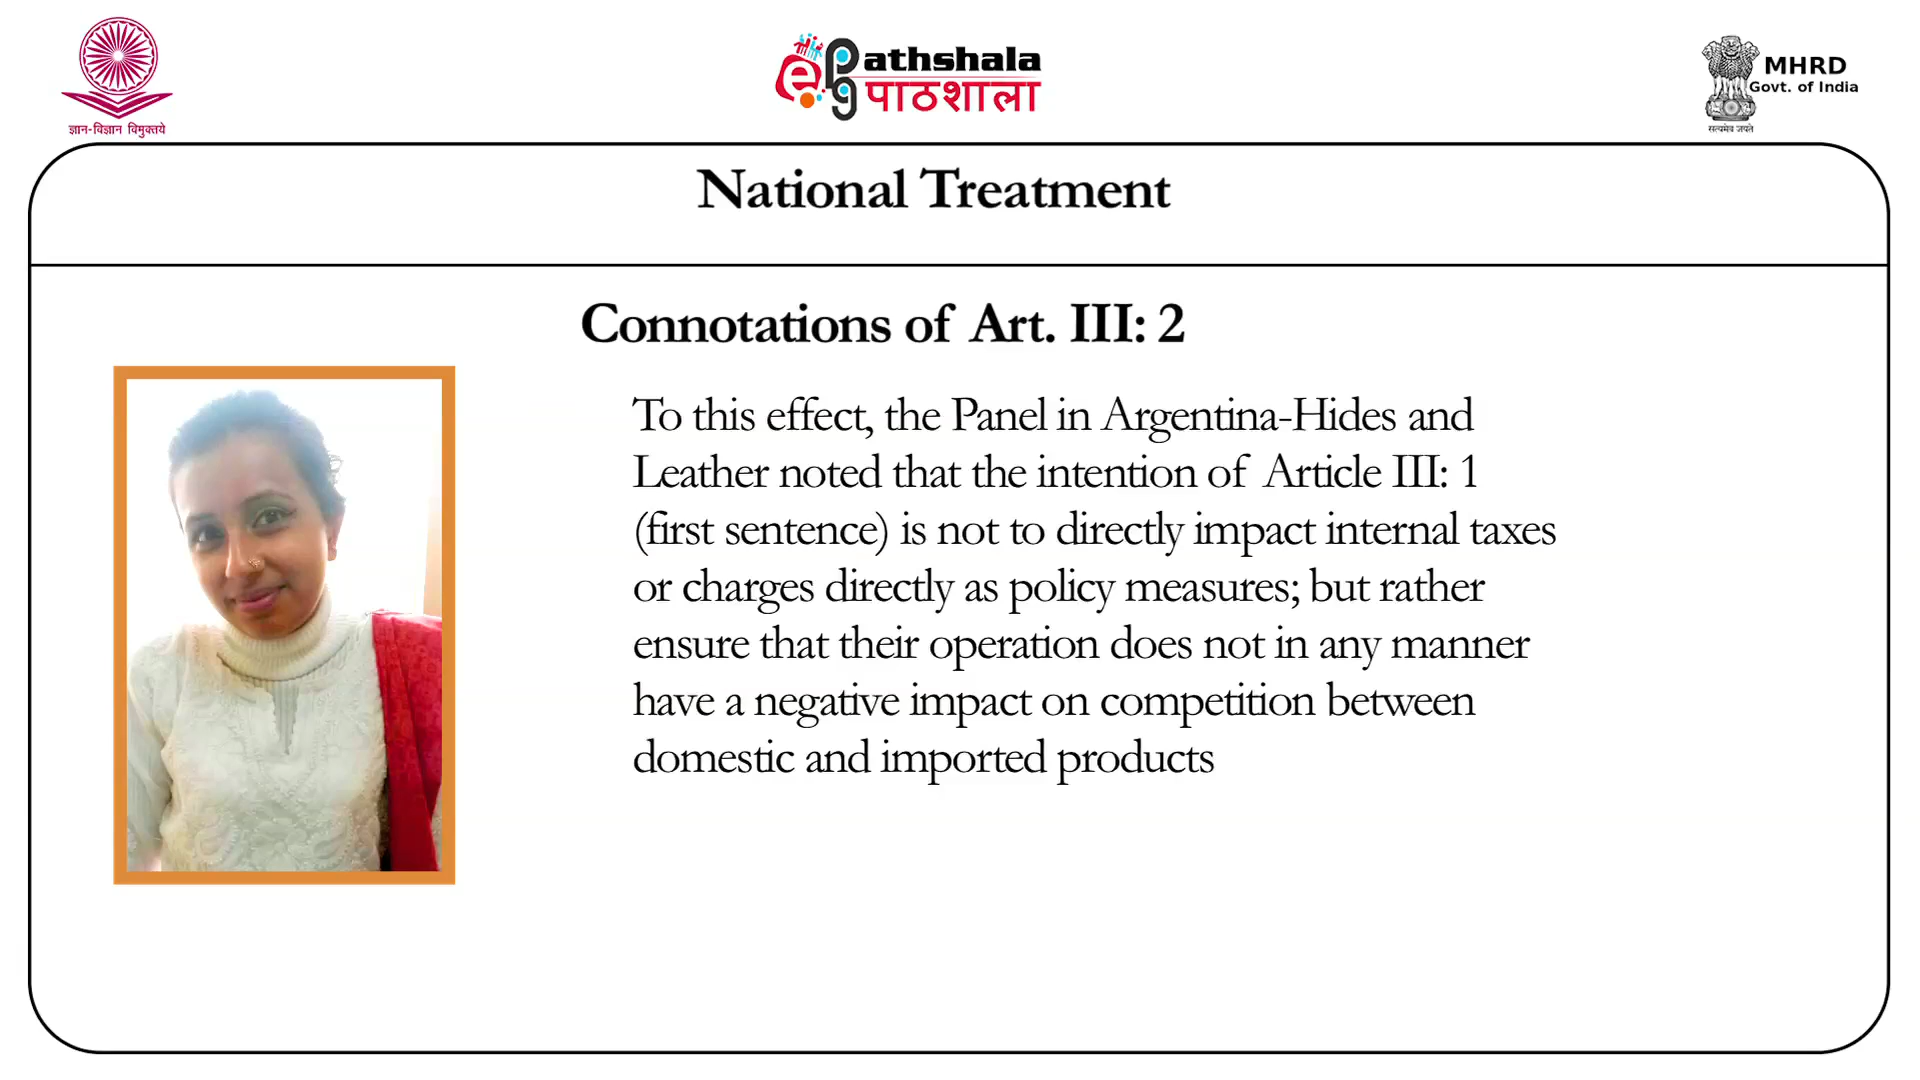 ज्ञान-विज्ञान विमुक्तये
ePathshala
पाठशाला
MHRD
Govt. of India
सत्यमेव जयते
National Treatment
Connotations of Art. III: 2
To this effect, the Panel in Argentina-Hides and
Leather noted that the intention of Article III: 1
(first sentence) is not to directly impact internal taxes
or charges directly as policy measures; but rather
ensure that their operation does not in any manner
have a negative impact on competition between
domestic and imported products